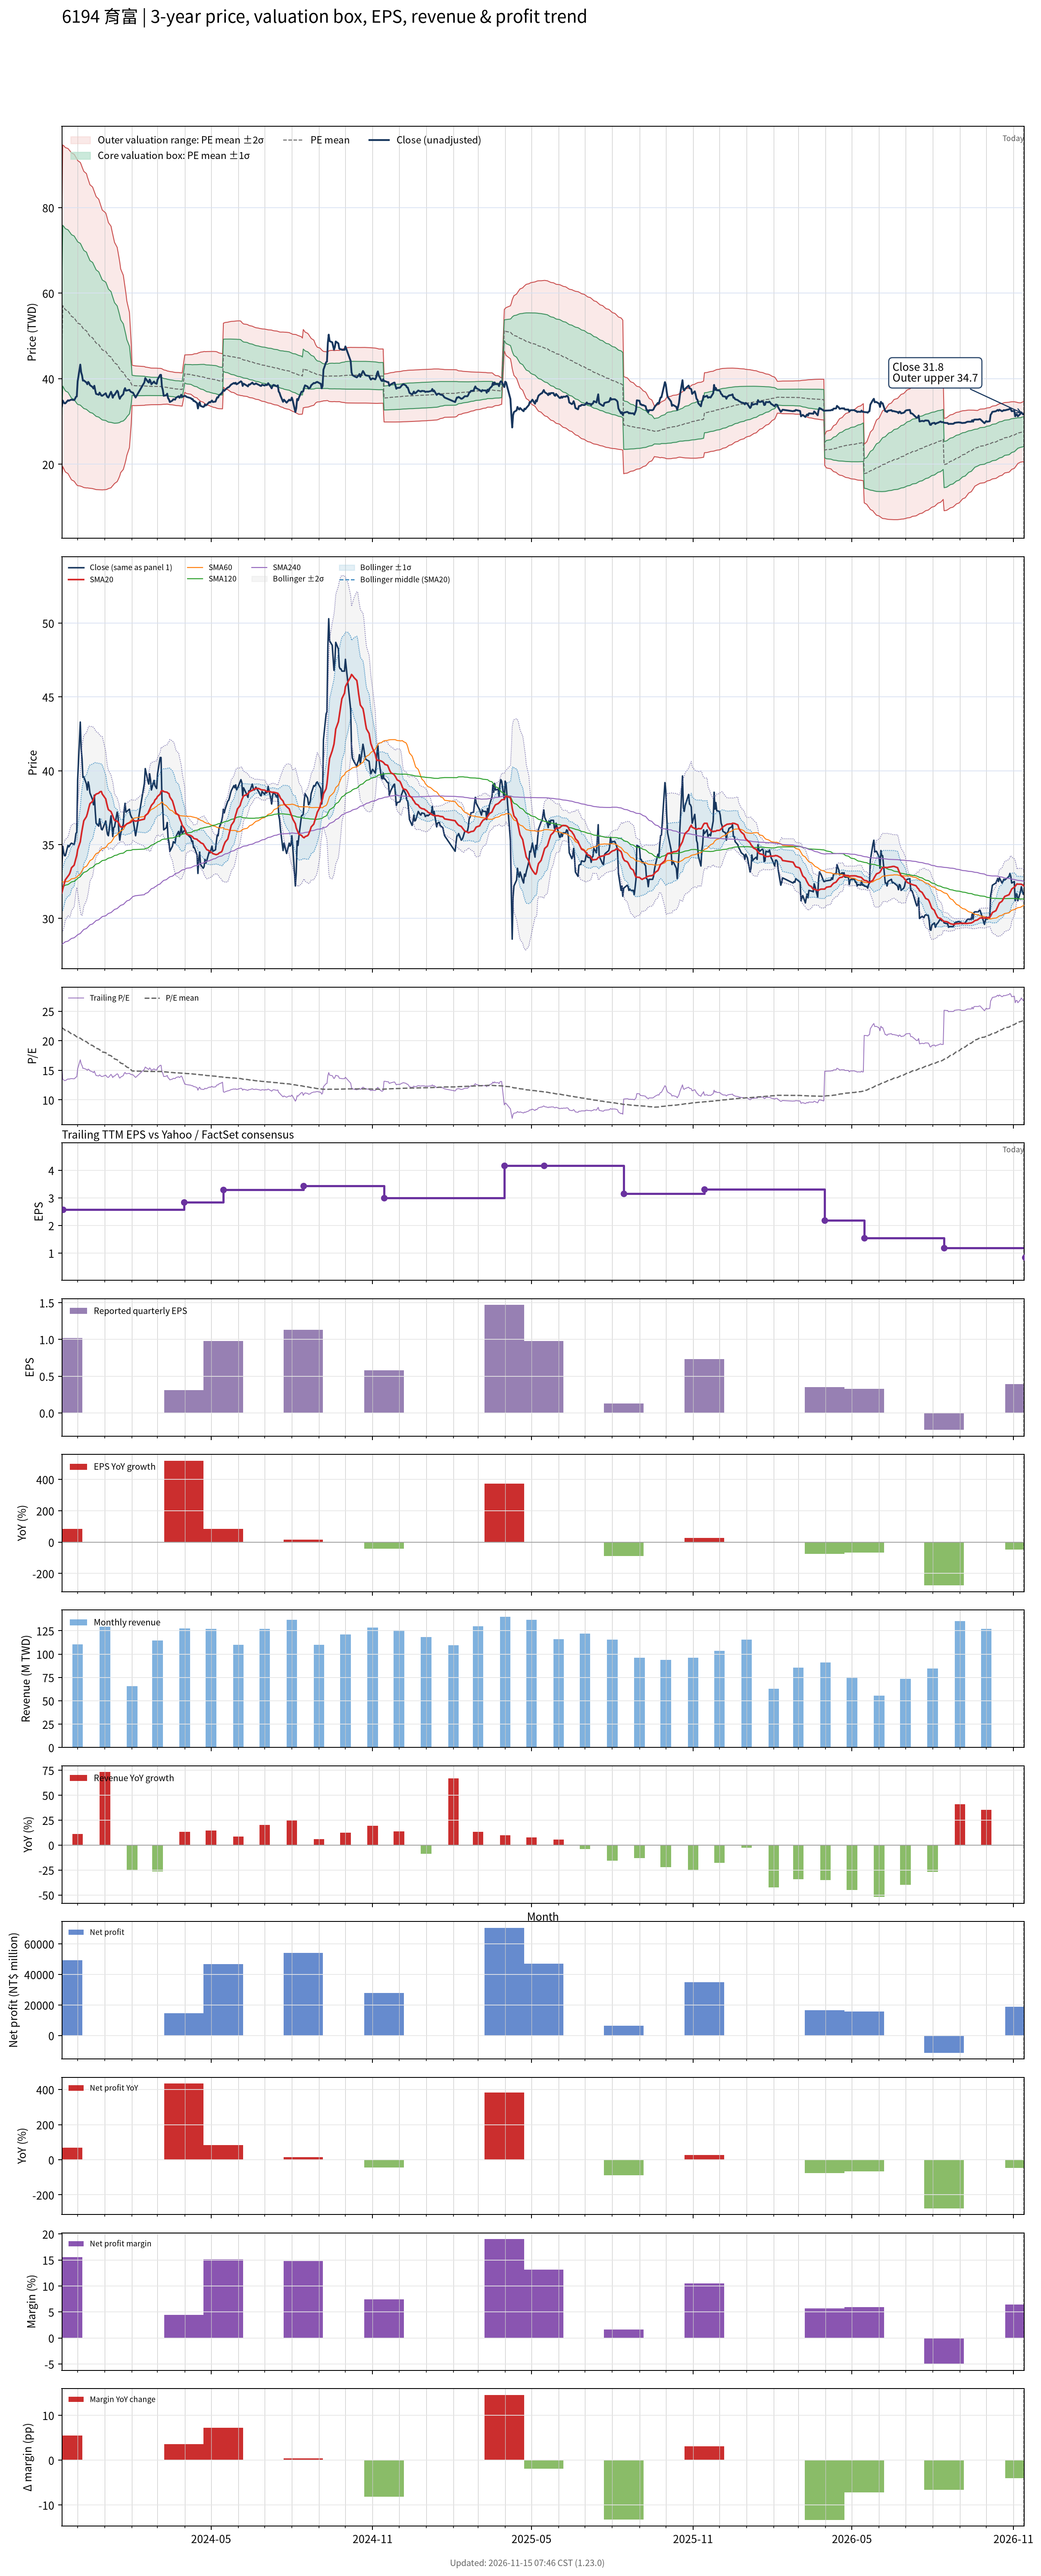 6194 育富 | 3-year price, valuation box, EPS, revenue & profit trend
Outer valuation range: PE mean ±2σ
PE mean
Close (unadjusted)
Core valuation box: PE mean ±1σ
Today
80
60
40
20
Price (TWD)
Close 31.8
Outer upper 34.7
Close (same as panel 1)
SMA60
SMA240
Bollinger ±1σ
SMA20
SMA120
Bollinger ±2σ
Bollinger middle (SMA20)
50
45
40
35
30
Price
Trailing P/E
P/E mean
25
20
15
10
P/E
Trailing TTM EPS vs Yahoo / FactSet consensus
Today
4
3
2
1
EPS
Reported quarterly EPS
1.5
1.0
0.5
0.0
EPS
EPS YoY growth
400
200
0
-200
YoY (%)
Monthly revenue
125
100
75
50
25
0
Revenue (M TWD)
Revenue YoY growth
75
50
25
0
-25
-50
YoY (%)
Month
Net profit
60000
40000
20000
0
Net profit (NT$ million)
Net profit YoY
400
200
0
-200
YoY (%)
Net profit margin
20
15
10
5
0
-5
Margin (%)
Margin YoY change
10
0
-10
Δ margin (pp)
2024-05
2024-11
2025-05
2025-11
2026-05
2026-11
Updated: 2026-11-15 07:46 CST (1.23.0)